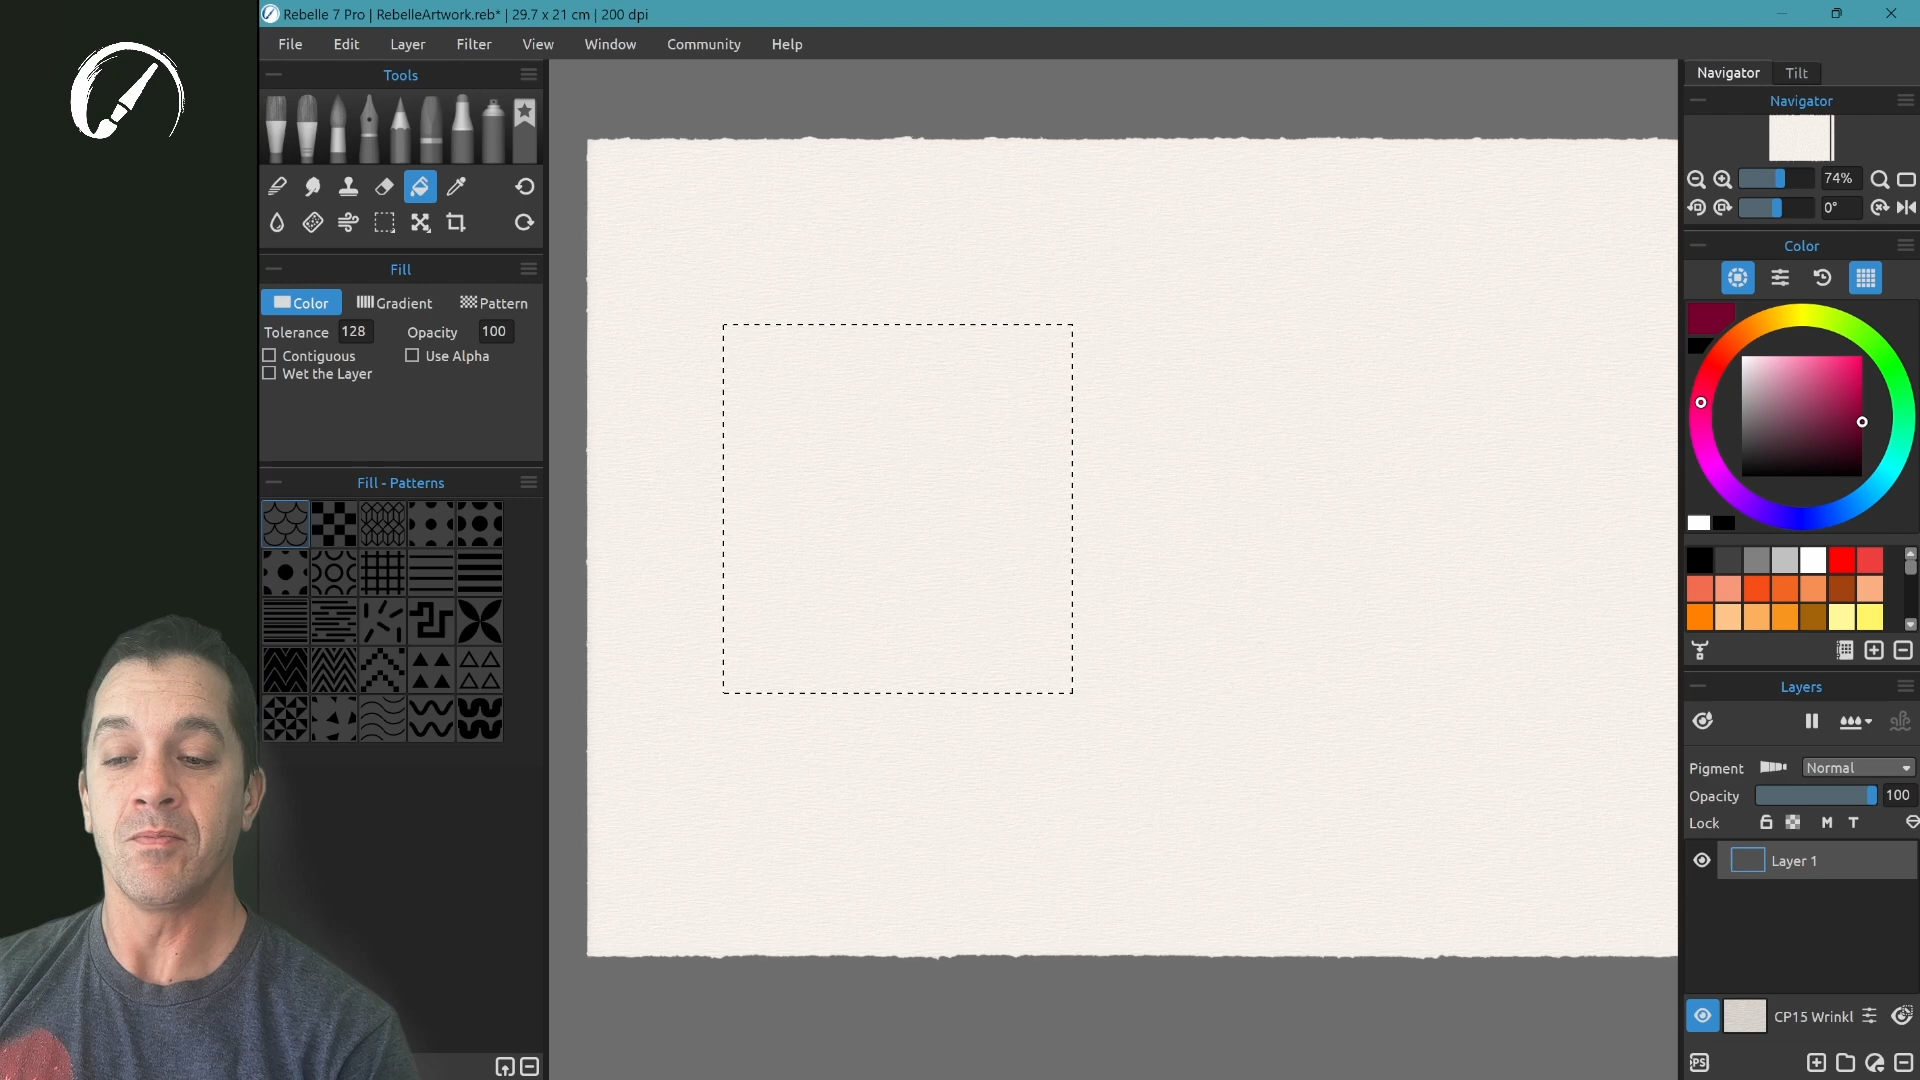 Rebelle 7 Pro | RebelleArtwork.reb* | 29.7 x 21 cm | 200 dpi
File Edit Layer Filter View Window Community Help
Tools
Fill
Color Gradient Pattern
Tolerance 128 Opacity 100
Contiguous Use Alpha
Wet the Layer
Fill - Patterns
Navigator Tilt
Navigator
74%
0°
Color
Layers
Pigment Normal
Opacity 100
Lock M T
Layer 1
CP15 Wrinkl
PS